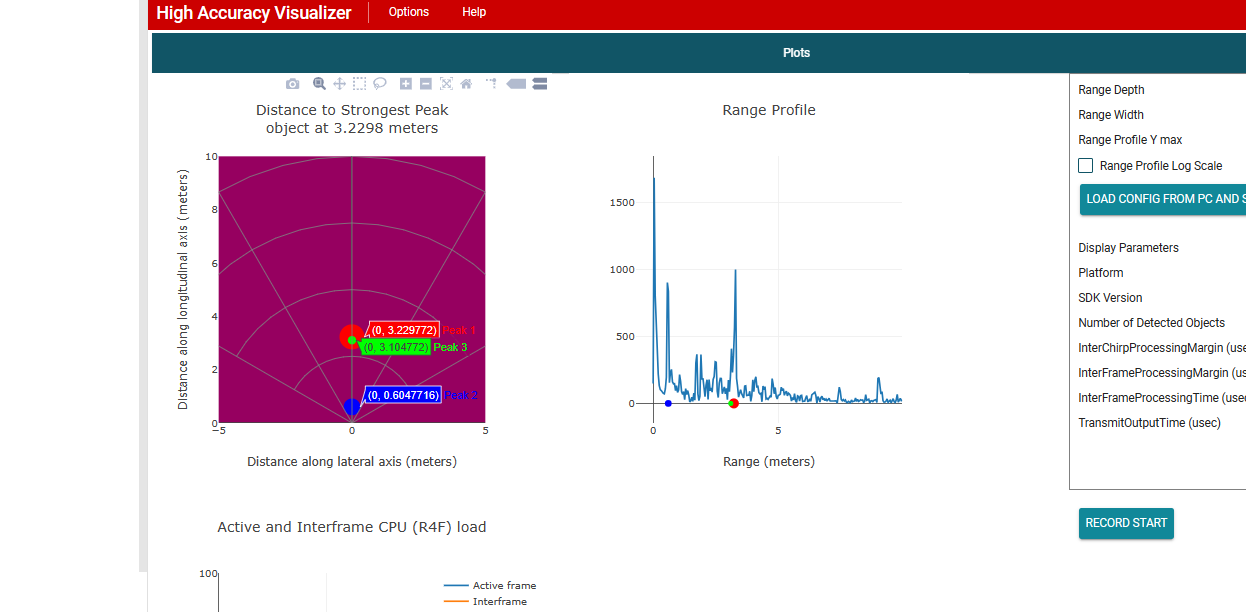 High Accuracy Visualizer
Options
Help
Plots
Distance to Strongest Peak
object at 3.2298 meters
Distance along longitudinal axis (meters)
10
8
6
4
2
0
−5
0
5
(0, 3.229772)
Peak 1
(0, 3.104772)
Peak 3
(0, 0.6047716)
Peak 2
Distance along lateral axis (meters)
Range Profile
1500
1000
500
0
0
5
Range (meters)
Range Depth
Range Width
Range Profile Y max
Range Profile Log Scale
LOAD CONFIG FROM PC AND S
Display Parameters
Platform
SDK Version
Number of Detected Objects
InterChirpProcessingMargin (use
InterFrameProcessingMargin (us
InterFrameProcessingTime (usec
TransmitOutputTime (usec)
RECORD START
Active and Interframe CPU (R4F) load
100
Active frame
Interframe